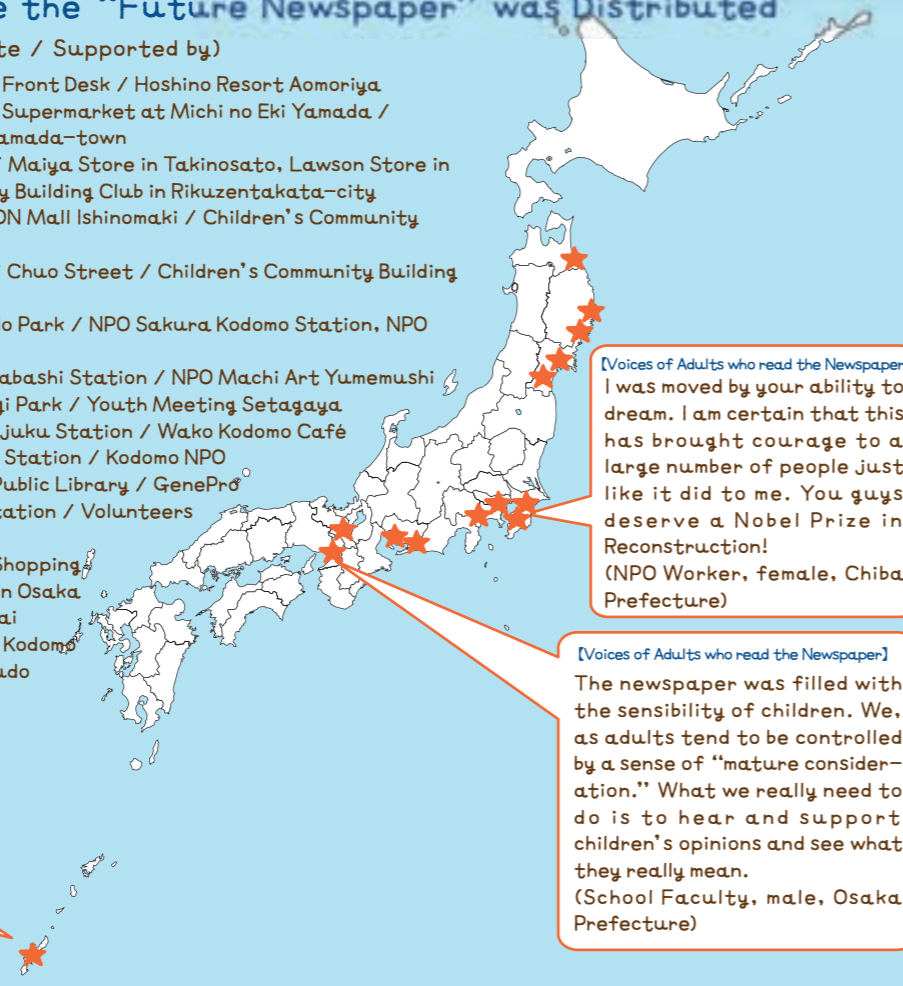 e the “Future Newspaper” was Distributed
te / Supported by)
Front Desk / Hoshino Resort Aomoriya
Supermarket at Michi no Eki Yamada /
amada-town
/ Maiya Store in Takinosato, Lawson Store in
y Building Club in Rikuzentakata-city
ON Mall Ishinomaki / Children’s Community
Chuo Street / Children’s Community Building
o Park / NPO Sakura Kodomo Station, NPO
abashi Station / NPO Machi Art Yumemushi
gi Park / Youth Meeting Setagaya
juku Station / Wako Kodomo Café
Station / Kodomo NPO
Public Library / GenePro
tation / Volunteers
Shopping
n Osaka
ai
Kodomo
udo
【Voices of Adults who read the Newspaper
I was moved by your ability to
dream. I am certain that this
has brought courage to a
large number of people just
like it did to me. You guys
deserve a Nobel Prize in
Reconstruction!
(NPO Worker, female, Chiba
Prefecture)
【Voices of Adults who read the Newspaper】
The newspaper was filled with
the sensibility of children. We,
as adults tend to be controlled
by a sense of “mature consider-
ation.” What we really need to
do is to hear and support
children’s opinions and see what
they really mean.
(School Faculty, male, Osaka
Prefecture)